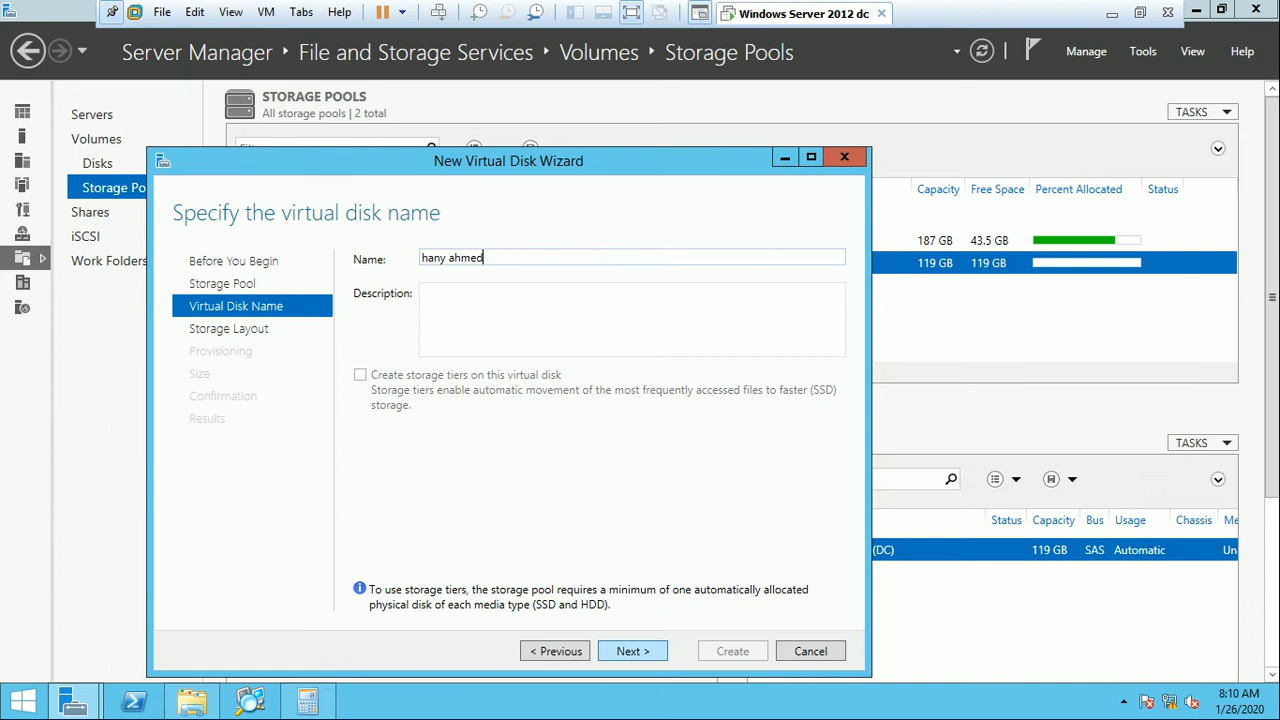 File Edit View VM Tabs Help
Windows Server 2012 dc
Server Manager File and Storage Services Volumes Storage Pools
Manage Tools View Help
Servers
Volumes
Disks
Storage Po
Shares
iSCSI
Work Folders
STORAGE POOLS
All storage pools | 2 total
TASKS
Capacity Free Space Percent Allocated Status
187 GB 43.5 GB
119 GB 119 GB
New Virtual Disk Wizard
Specify the virtual disk name
Before You Begin
Storage Pool
Virtual Disk Name
Storage Layout
Provisioning
Size
Confirmation
Results
Name: hany ahmed
Description:
Create storage tiers on this virtual disk
Storage tiers enable automatic movement of the most frequently accessed files to faster (SSD)
storage.
To use storage tiers, the storage pool requires a minimum of one automatically allocated
physical disk of each media type (SSD and HDD).
< Previous Next > Create Cancel
TASKS
Status Capacity Bus Usage Chassis Me
(DC) 119 GB SAS Automatic Un
8:10 AM
1/26/2020